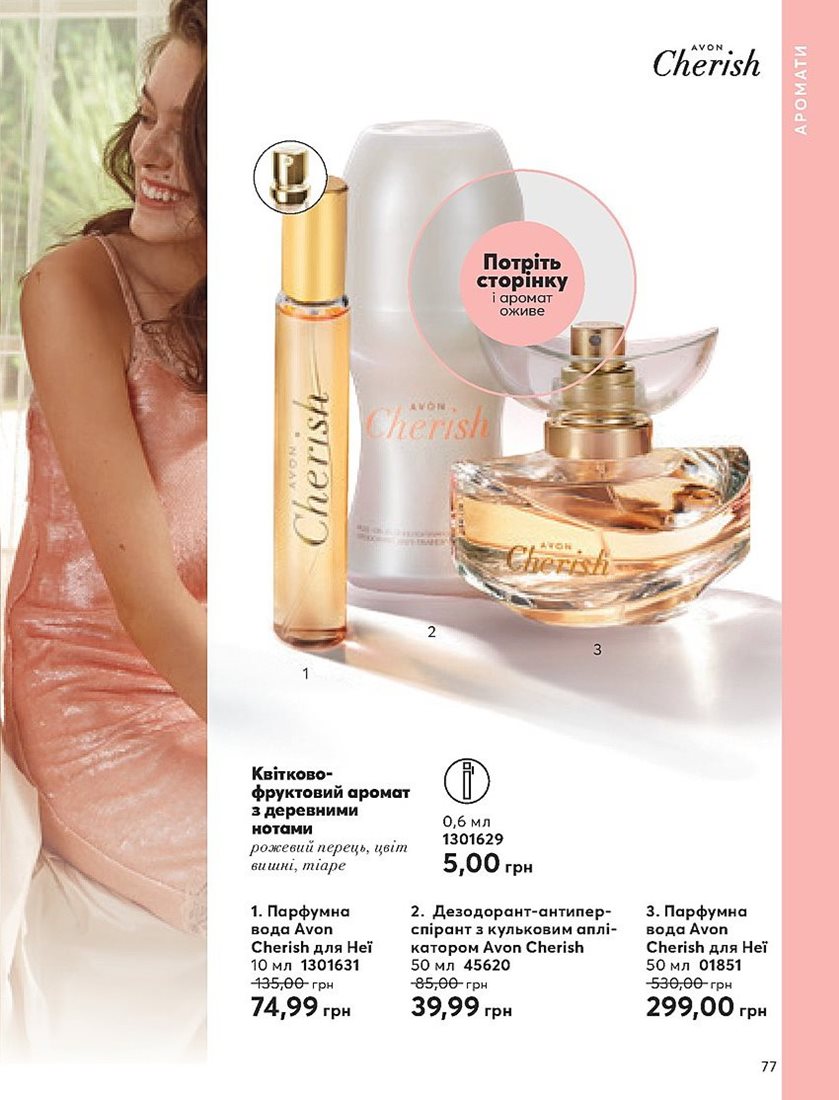 AVON
Cherish
АРОМАТИ
Потріть
сторінку
і аромат
оживе
AVON
Cherish
AVON
Cherish
AVON
Cherish
1
2
3
Квітково-
фруктовий аромат
з деревними
нотами
рожевий перець, цвіт
вишні, тіаре
0,6 мл
1301629
5,00 грн
1. Парфумна
вода Avon
Cherish для Неї
10 мл 1301631
135,00 грн
74,99 грн
2. Дезодорант-антипер-
спірант з кульковим аплі-
катором Avon Cherish
50 мл 45620
85,00 грн
39,99 грн
3. Парфумна
вода Avon
Cherish для Неї
50 мл 01851
530,00 грн
299,00 грн
77